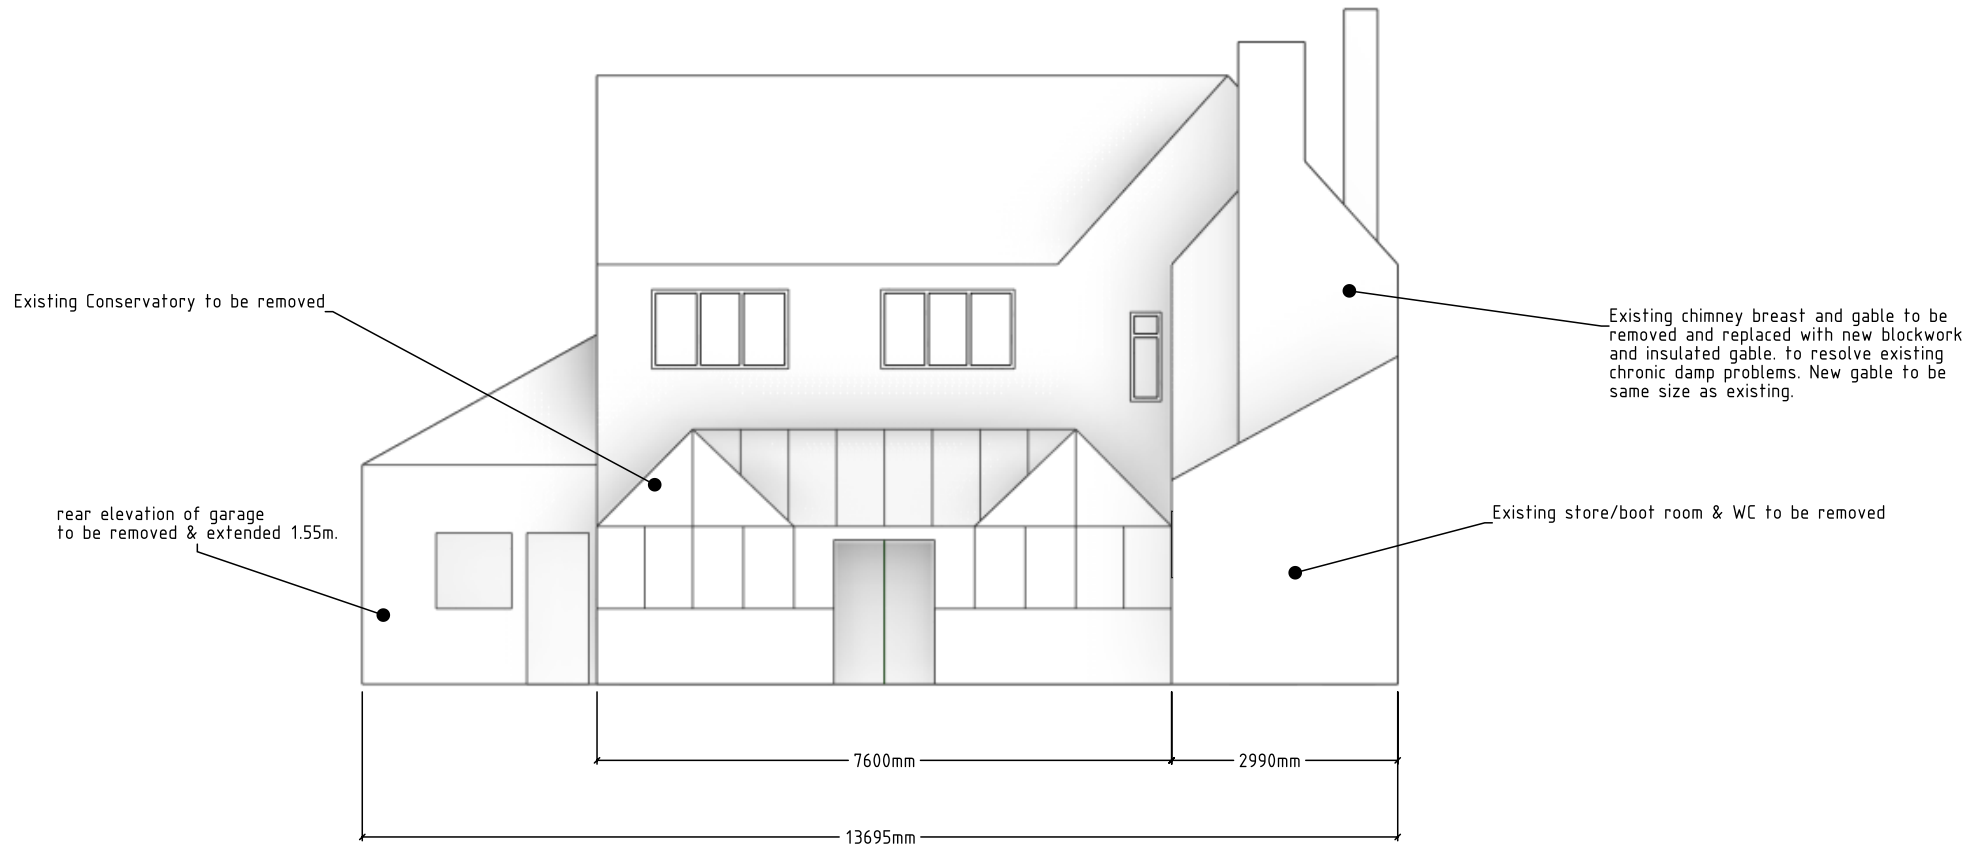 Existing Conservatory to be removed
Existing chimney breast and gable to be
removed and replaced with new blockwork
and insulated gable. to resolve existing
chronic damp problems. New gable to be
same size as existing.
rear elevation of garage
to be removed & extended 1.55m.
Existing store/boot room & WC to be removed
7600mm
2990mm
13695mm